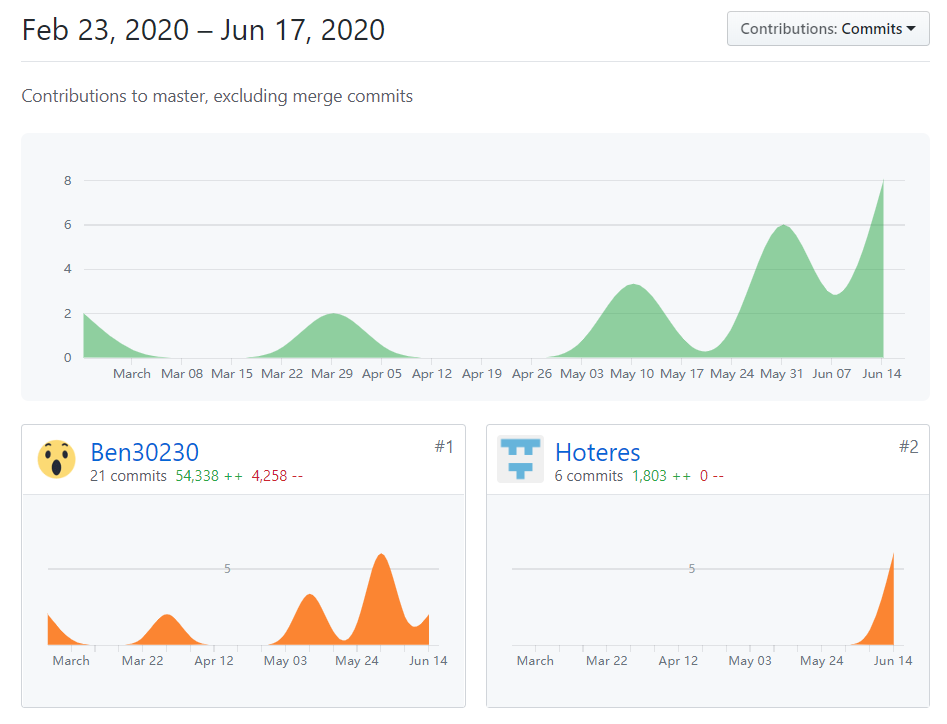 Feb 23, 2020 – Jun 17, 2020
Contributions: Commits
Contributions to master, excluding merge commits
8
6
4
2
0
March Mar 08 Mar 15 Mar 22 Mar 29 Apr 05 Apr 12 Apr 19 Apr 26 May 03 May 10 May 17 May 24 May 31 Jun 07 Jun 14
Ben30230 #1
21 commits 54,338 ++ 4,258 --
5
March Mar 22 Apr 12 May 03 May 24 Jun 14
Hoteres #2
6 commits 1,803 ++ 0 --
5
March Mar 22 Apr 12 May 03 May 24 Jun 14